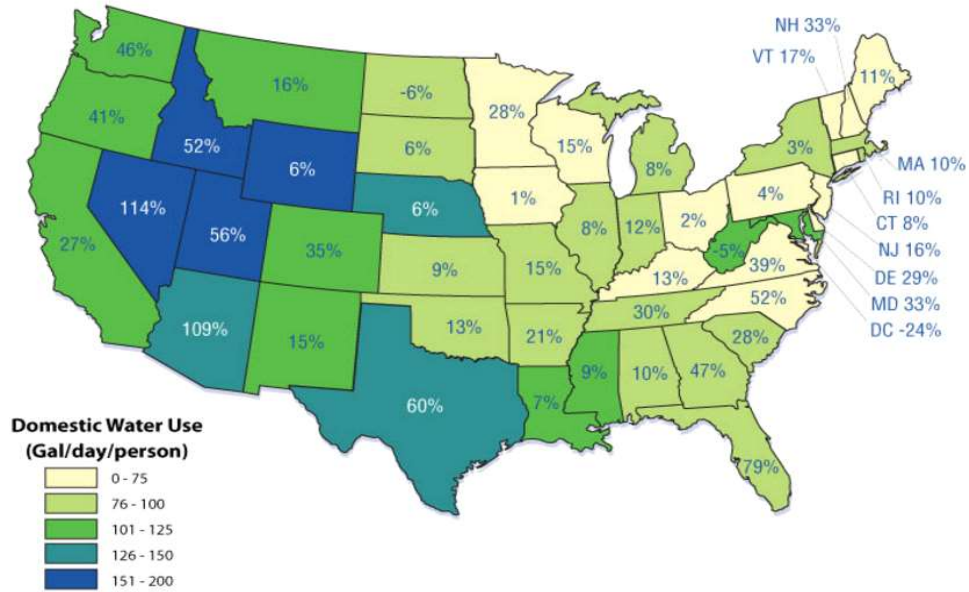 NH 33%
VT 17%
46%
16%
-6%
28%
11%
41%
52%
6%
6%
15%
8%
3%
MA 10%
RI 10%
CT 8%
NJ 16%
DE 29%
MD 33%
DC -24%
114%
56%
6%
1%
4%
27%
35%
9%
8%
12%
2%
-5%
39%
15%
13%
52%
109%
15%
13%
21%
30%
28%
60%
7%
9%
10%
47%
79%
Domestic Water Use
(Gal/day/person)
0 - 75
76 - 100
101 - 125
126 - 150
151 - 200